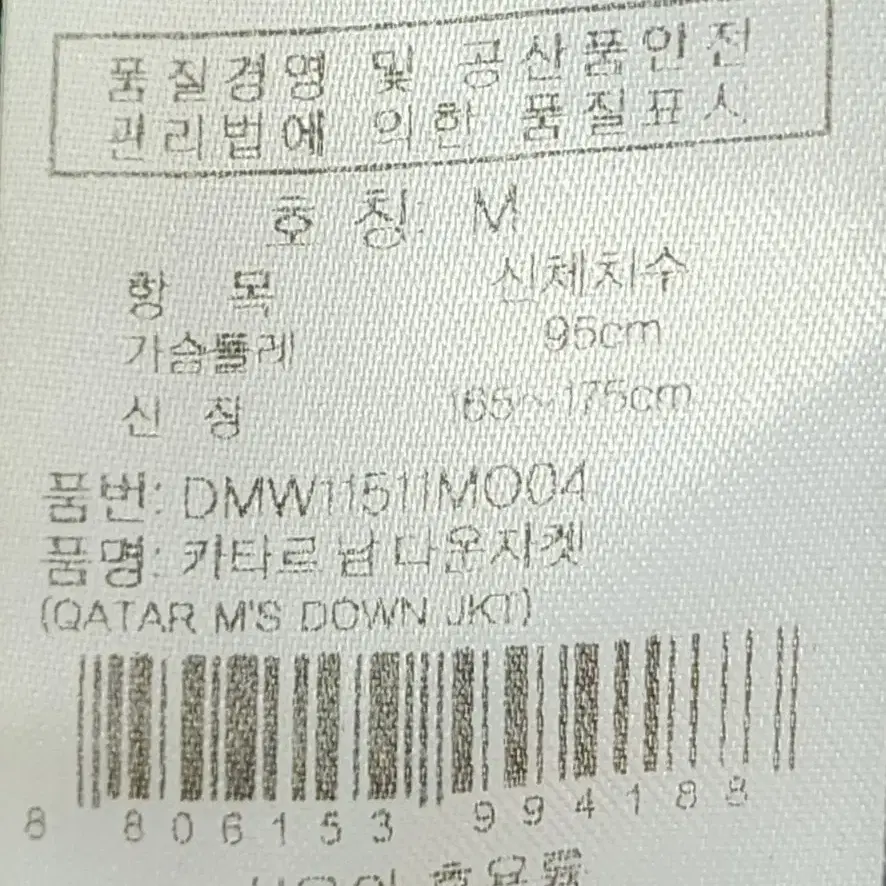 품질경영 및 공산품안전
관리법에 의한 품질표시
호 칭: M
항 목 신체치수
가슴둘레 95cm
신 장 165~175cm
품번: DMW11511MO04
품명: 카타르 남 다운자켓
(QATAR M'S DOWN JKT)
8 806153 994188